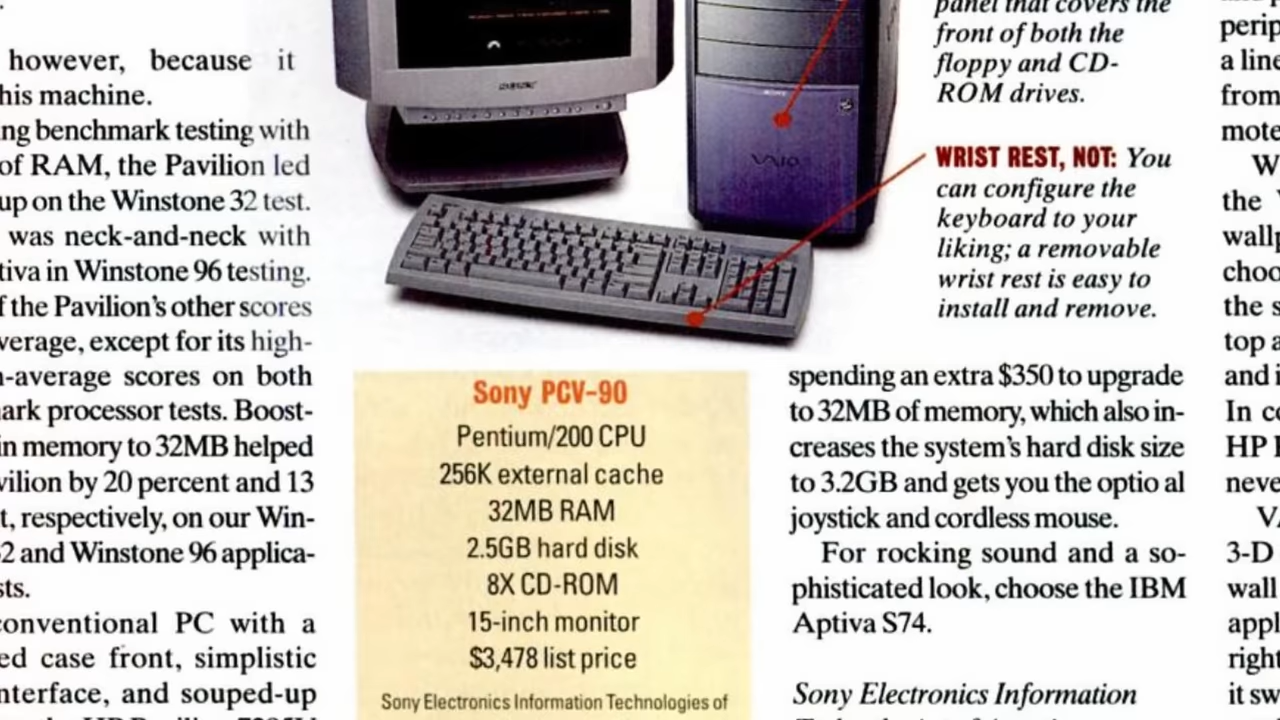 however, because it
his machine.
ing benchmark testing with
of RAM, the Pavilion led
up on the Winstone 32 test.
was neck-and-neck with
tiva in Winstone 96 testing.
f the Pavilion's other scores
verage, except for its high-
n-average scores on both
mark processor tests. Boost-
in memory to 32MB helped
vilion by 20 percent and 13
t, respectively, on our Win-
32 and Winstone 96 applica-
sts.
conventional PC with a
ed case front, simplistic
nterface, and souped-up
SONY
VAIO
panel that covers the
front of both the
floppy and CD-
ROM drives.
WRIST REST, NOT: You
can configure the
keyboard to your
liking; a removable
wrist rest is easy to
install and remove.
Sony PCV-90
Pentium/200 CPU
256K external cache
32MB RAM
2.5GB hard disk
8X CD-ROM
15-inch monitor
$3,478 list price
Sony Electronics Information Technologies of
spending an extra $350 to upgrade
to 32MB of memory, which also in-
creases the system's hard disk size
to 3.2GB and gets you the optio al
joystick and cordless mouse.
For rocking sound and a so-
phisticated look, choose the IBM
Aptiva S74.
Sony Electronics Information
perip
a line
from
mote
W
the
wallp
choo
the s
top a
and i
In co
HP
neve
VA
3-D
wall
appl
right
it sw